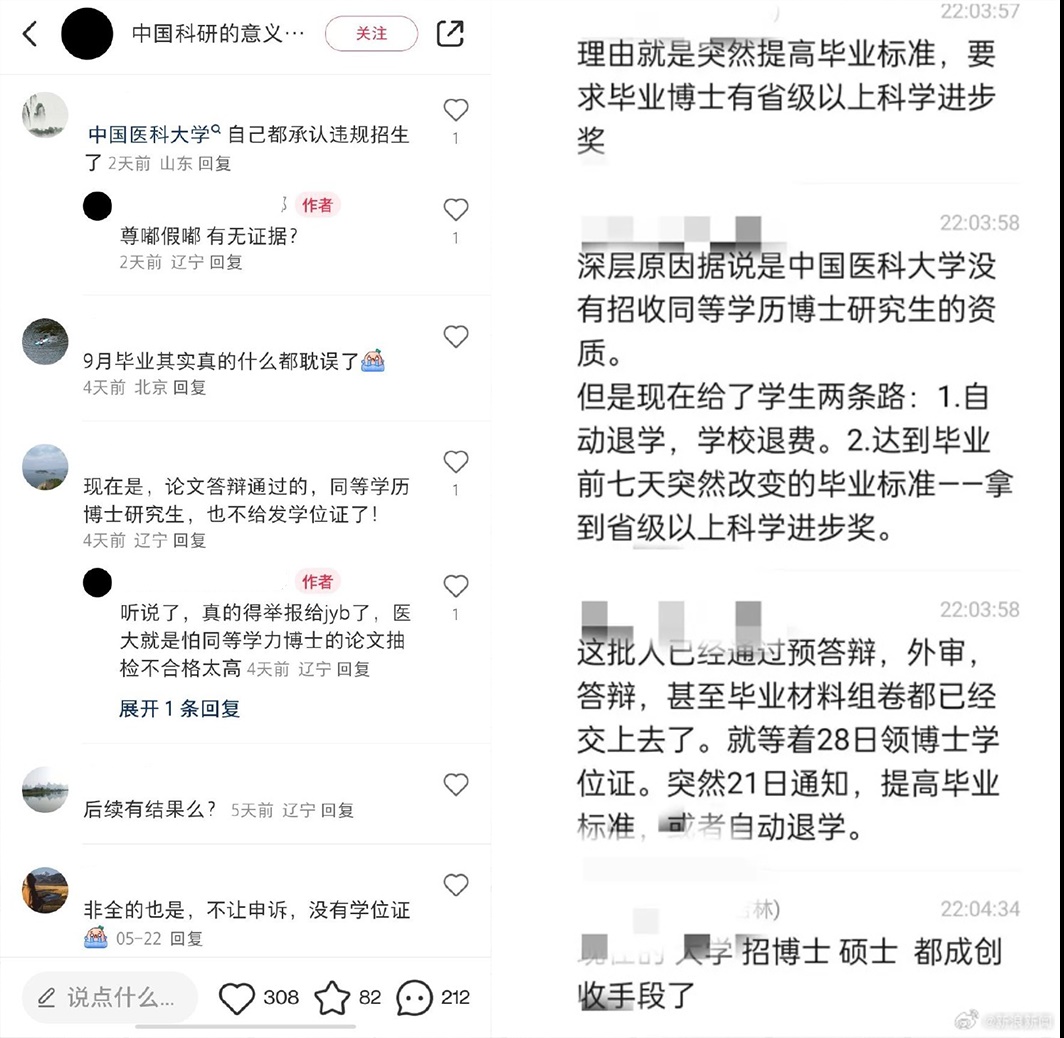 中国科研的意义…
关注
中国医科大学 自己都承认违规招生
了 2天前 山东 回复
1
作者
尊嘟假嘟 有无证据？
2天前 辽宁 回复
1
9月毕业其实真的什么都耽误了
4天前 北京 回复
现在是，论文答辩通过的，同等学历
博士研究生，也不给发学位证了！
4天前 辽宁 回复
1
作者
听说了，真的得举报给jyb了，医
大就是怕同等学力博士的论文抽
检不合格太高 4天前 辽宁 回复
1
展开 1 条回复
后续有结果么？ 5天前 辽宁 回复
非全的也是，不让申诉，没有学位证
05-22 回复
说点什么...
308
82
212
22:03:57
理由就是突然提高毕业标准，要
求毕业博士有省级以上科学进步
奖
22:03:58
深层原因据说是中国医科大学没
有招收同等学历博士研究生的资
质。
但是现在给了学生两条路：1.自
动退学，学校退费。2.达到毕业
前七天突然改变的毕业标准——拿
到省级以上科学进步奖。
22:03:58
这批人已经通过预答辩，外审，
答辩，甚至毕业材料组卷都已经
交上去了。就等着28日领博士学
位证。突然21日通知，提高毕业
标准，或者自动退学。
林)
22:04:34
大学 招博士 硕士 都成创
收手段了
@新浪新闻